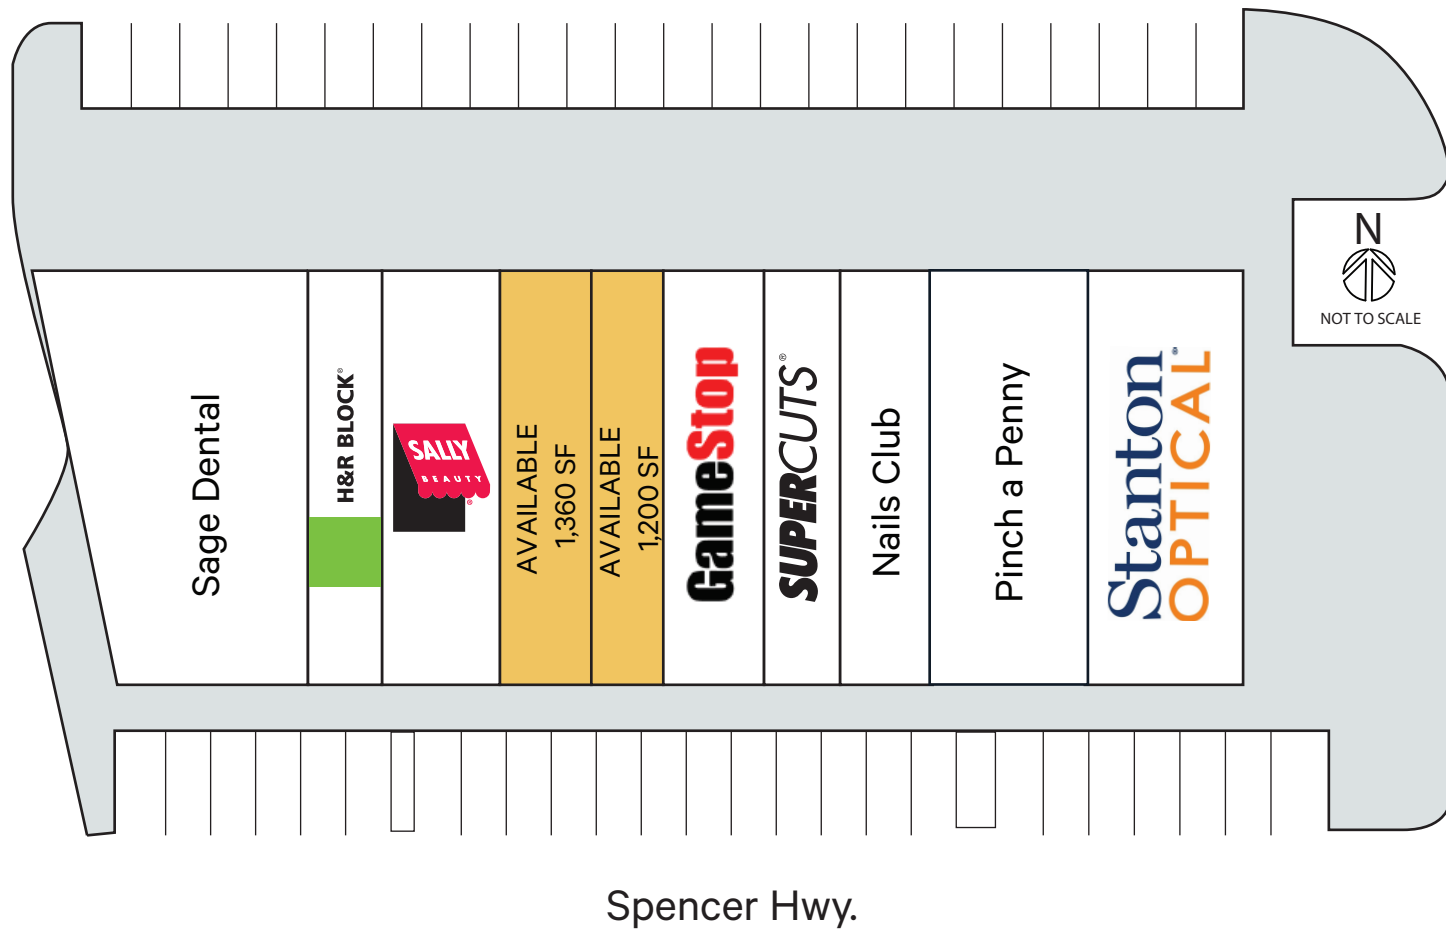 N
NOT TO SCALE
Sage Dental
H&R BLOCK®
SALLY
BEAUTY
®
AVAILABLE
1,360 SF
AVAILABLE
1,200 SF
GameStop
SUPERCUTS®
Nails Club
Pinch a Penny
Stanton
OPTICAL®
Spencer Hwy.